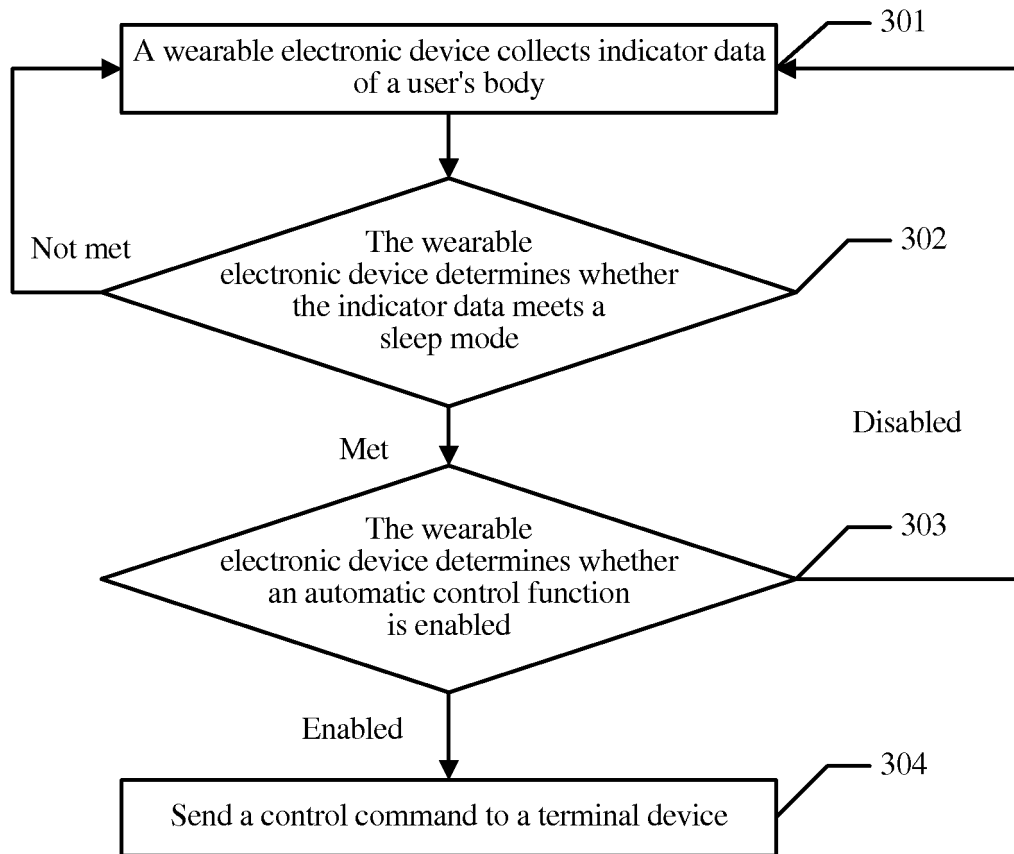 301
A wearable electronic device collects indicator data
of a user's body
Not met
302
The wearable
electronic device determines whether
the indicator data meets a
sleep mode
Disabled
Met
303
The wearable
electronic device determines whether
an automatic control function
is enabled
Enabled
304
Send a control command to a terminal device